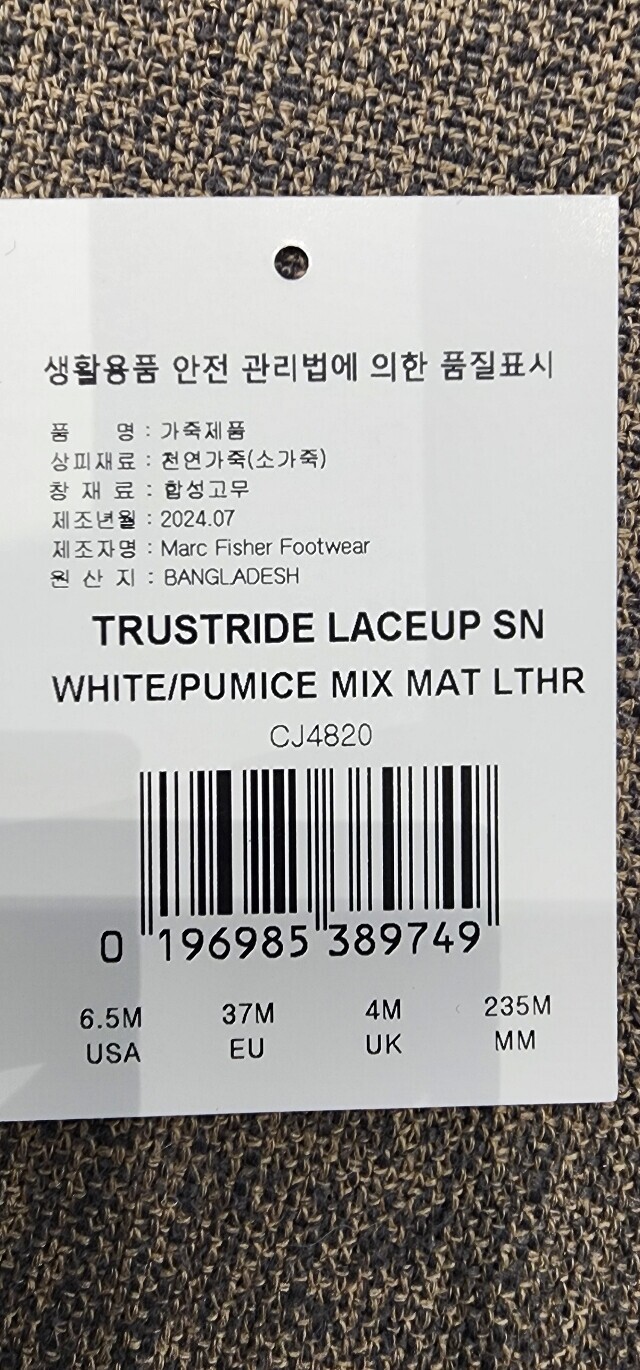 생활용품 안전 관리법에 의한 품질표시
품 명 : 가죽제품
상피재료 : 천연가죽(소가죽)
창 재 료 : 합성고무
제조년월 : 2024.07
제조자명 : Marc Fisher Footwear
원 산 지 : BANGLADESH
TRUSTRIDE LACEUP SN
WHITE/PUMICE MIX MAT LTHR
CJ4820
0 196985 389749
6.5M 37M 4M 235M
USA EU UK MM